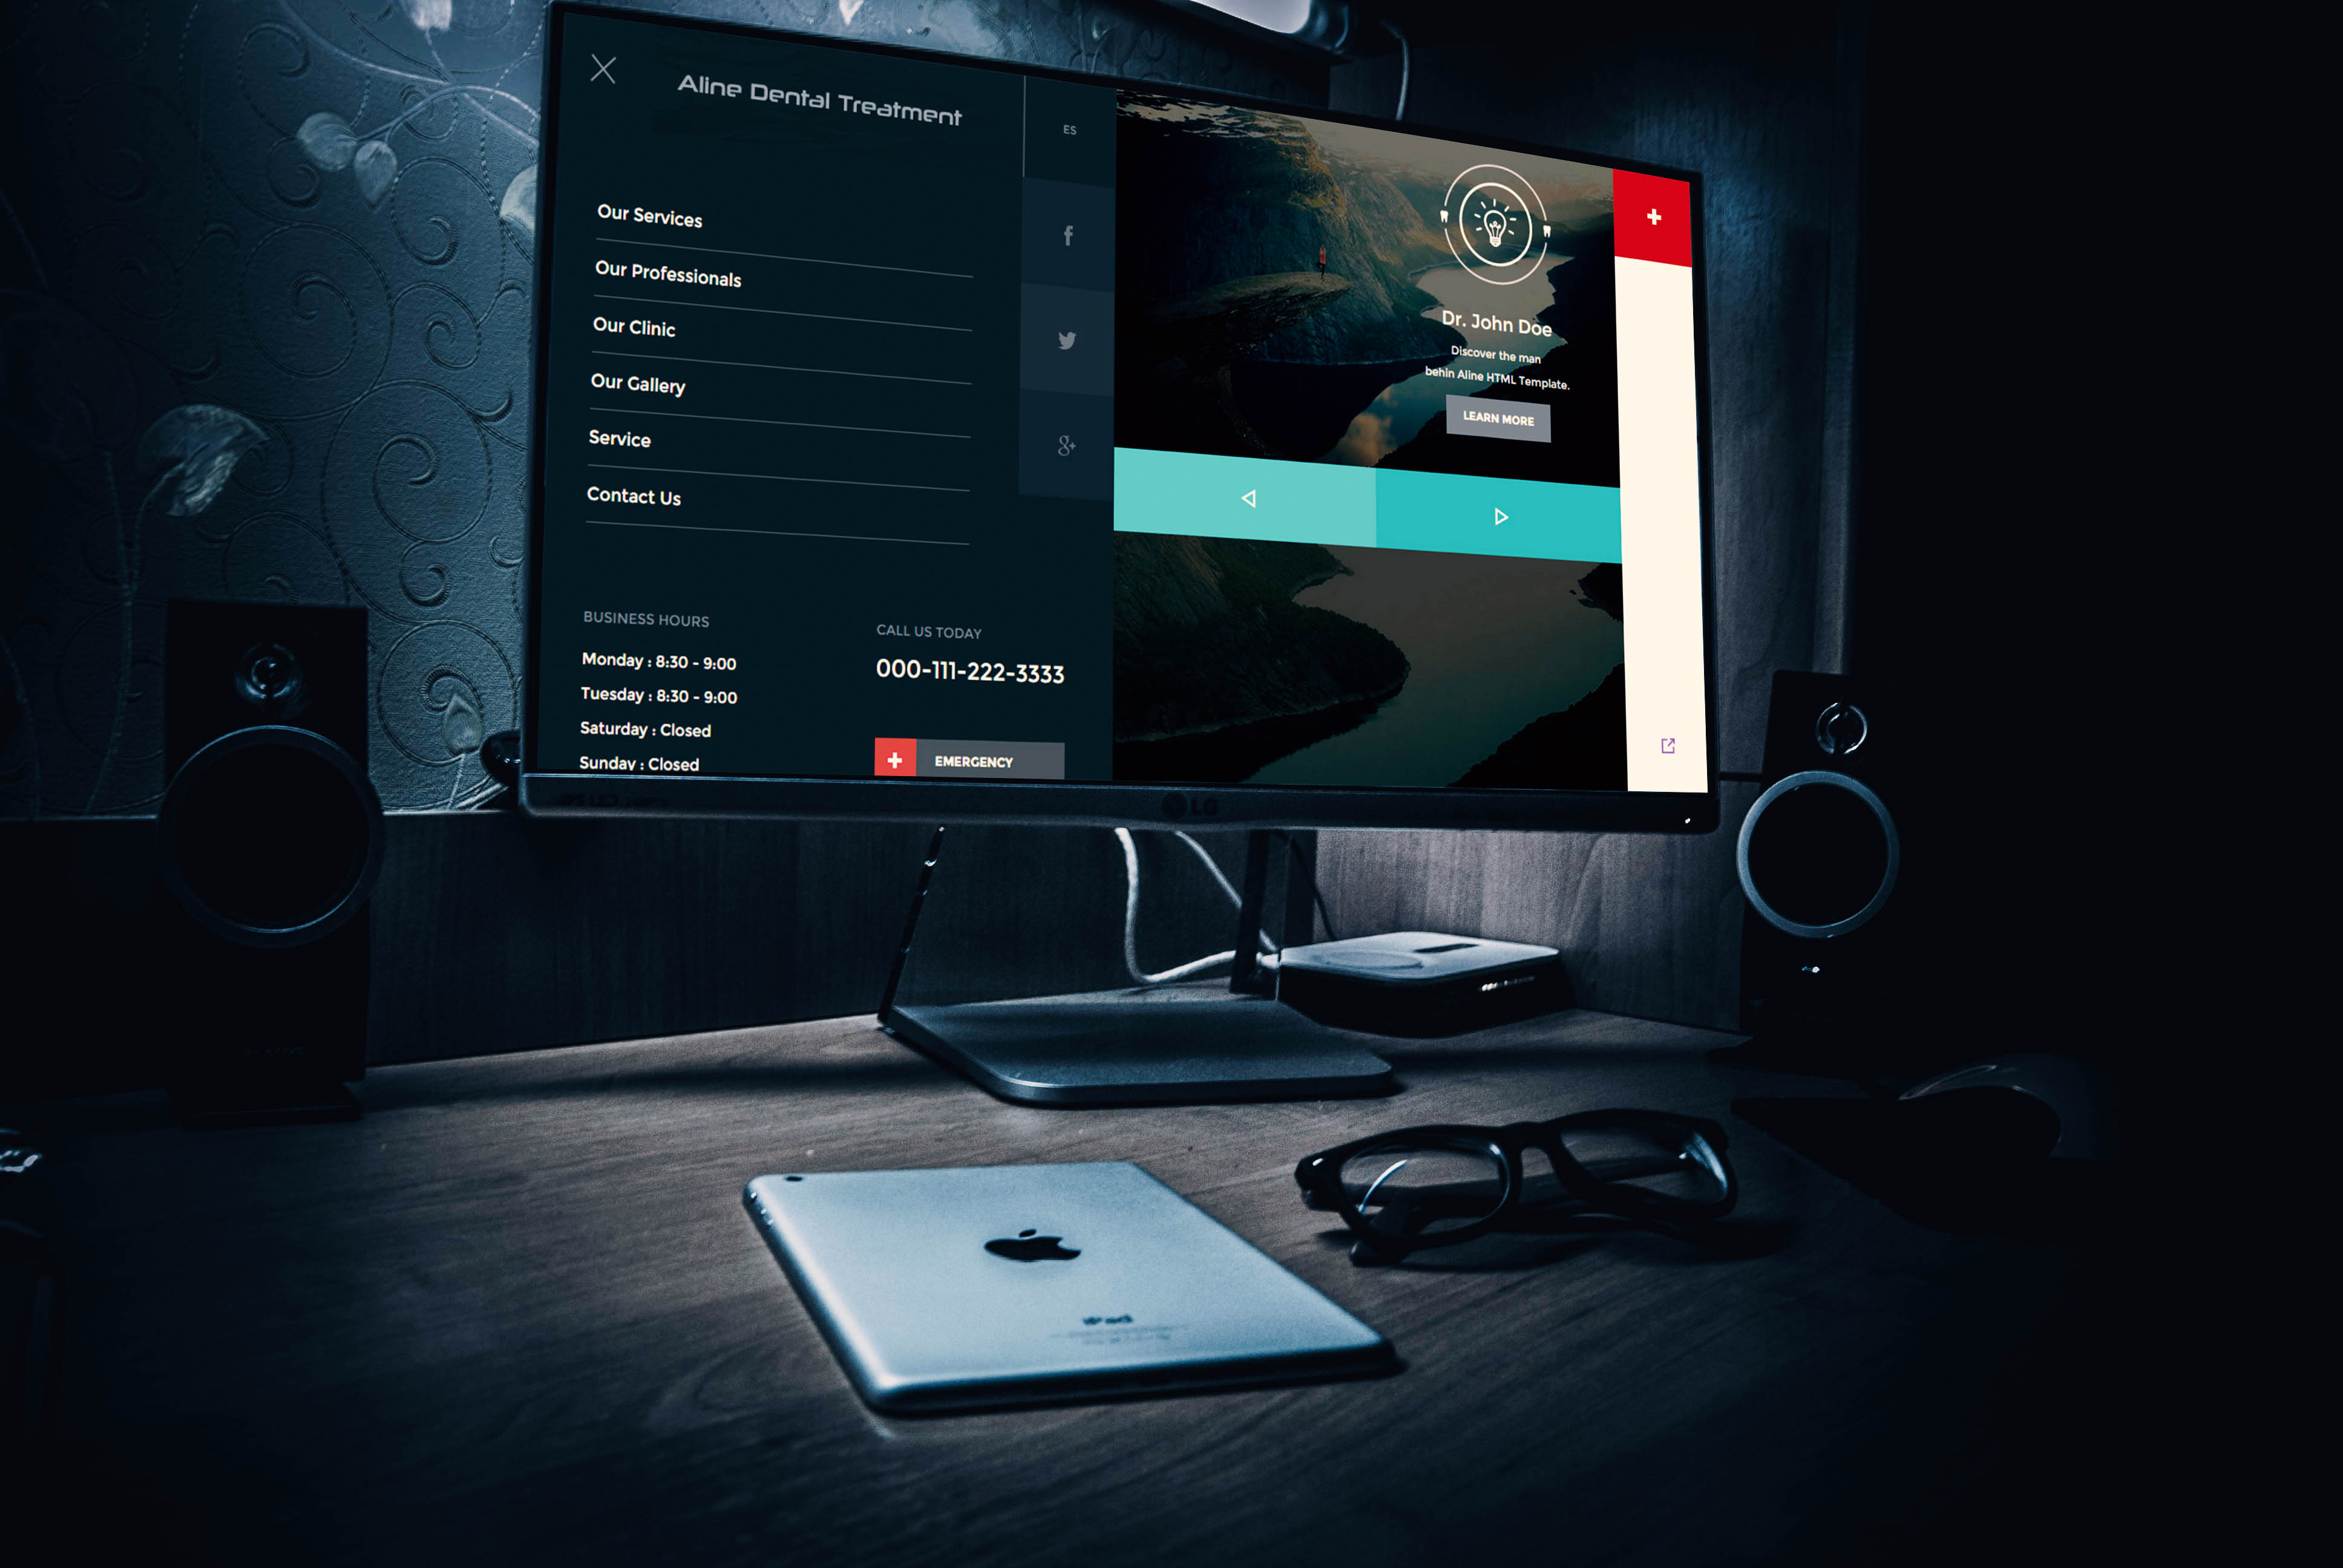 Aline Dental Treatment
ES
Our Services
Our Professionals
Our Clinic
Our Gallery
Service
Contact Us
BUSINESS HOURS
Monday : 8:30 - 9:00
Tuesday : 8:30 - 9:00
Saturday : Closed
Sunday : Closed
CALL US TODAY
000-111-222-3333
EMERGENCY
Dr. John Doe
Discover the man
behin Aline HTML Template.
LEARN MORE
LG
iPad